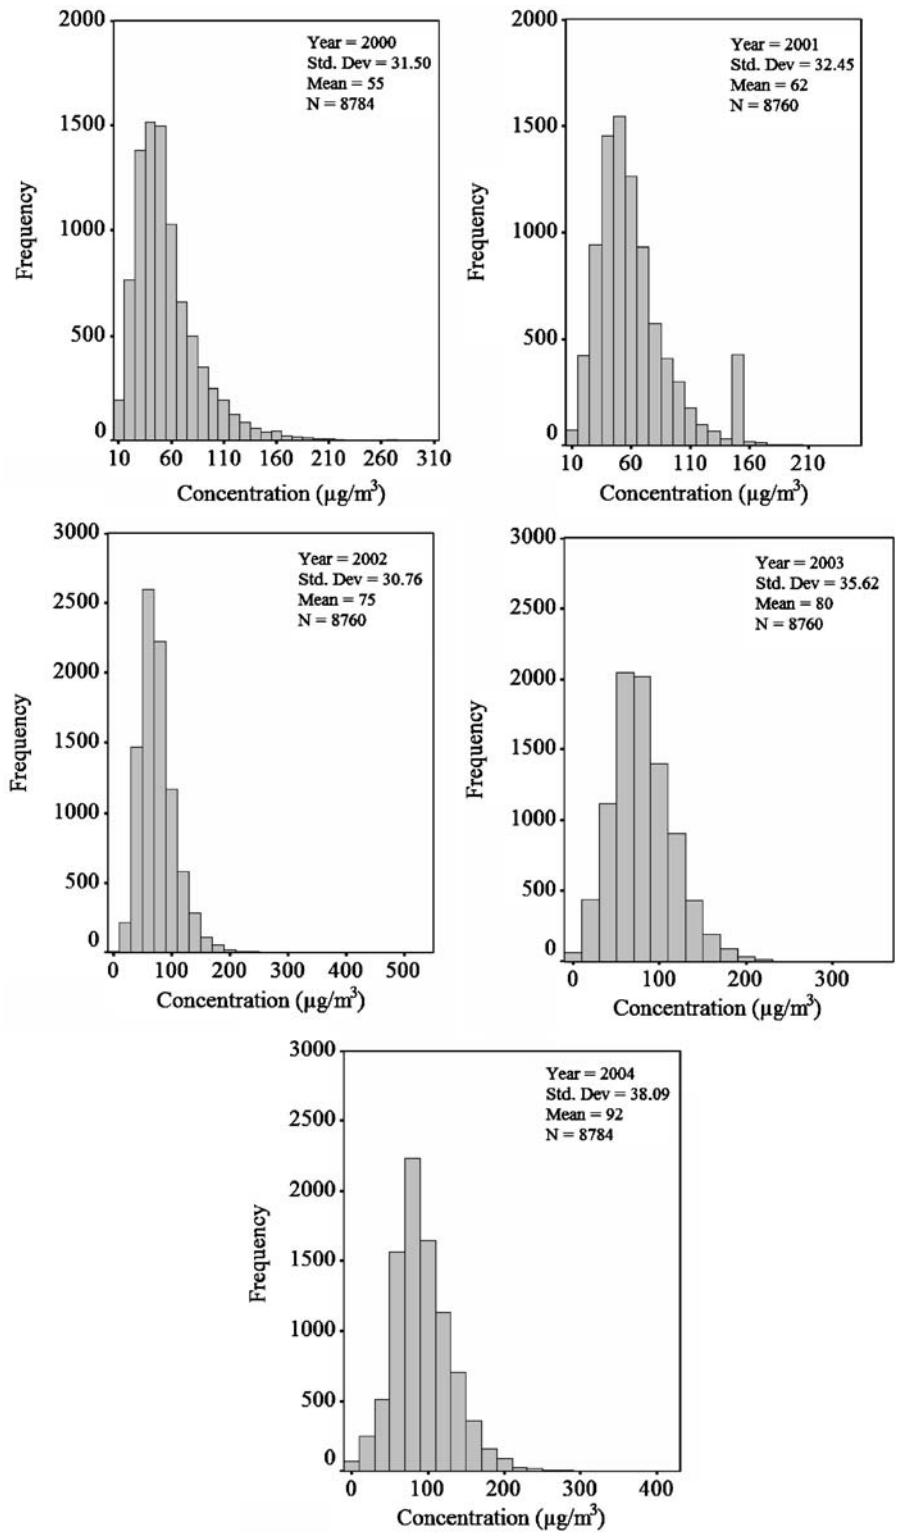 2000
Year = 2000
Std. Dev = 31.50
Mean = 55
N = 8784
1500
1000
500
0
Frequency
10 60 110 160 210 260 310
Concentration (µg/m³)
2000
Year = 2001
Std. Dev = 32.45
Mean = 62
N = 8760
1500
1000
500
0
Frequency
10 60 110 160 210
Concentration (µg/m³)
3000
Year = 2002
Std. Dev = 30.76
Mean = 75
N = 8760
2500
2000
1500
1000
500
0
Frequency
0 100 200 300 400 500
Concentration (µg/m³)
3000
Year = 2003
Std. Dev = 35.62
Mean = 80
N = 8760
2500
2000
1500
1000
500
0
Frequency
0 100 200 300
Concentration (µg/m³)
3000
Year = 2004
Std. Dev = 38.09
Mean = 92
N = 8784
2500
2000
1500
1000
500
0
Frequency
0 100 200 300 400
Concentration (µg/m³)